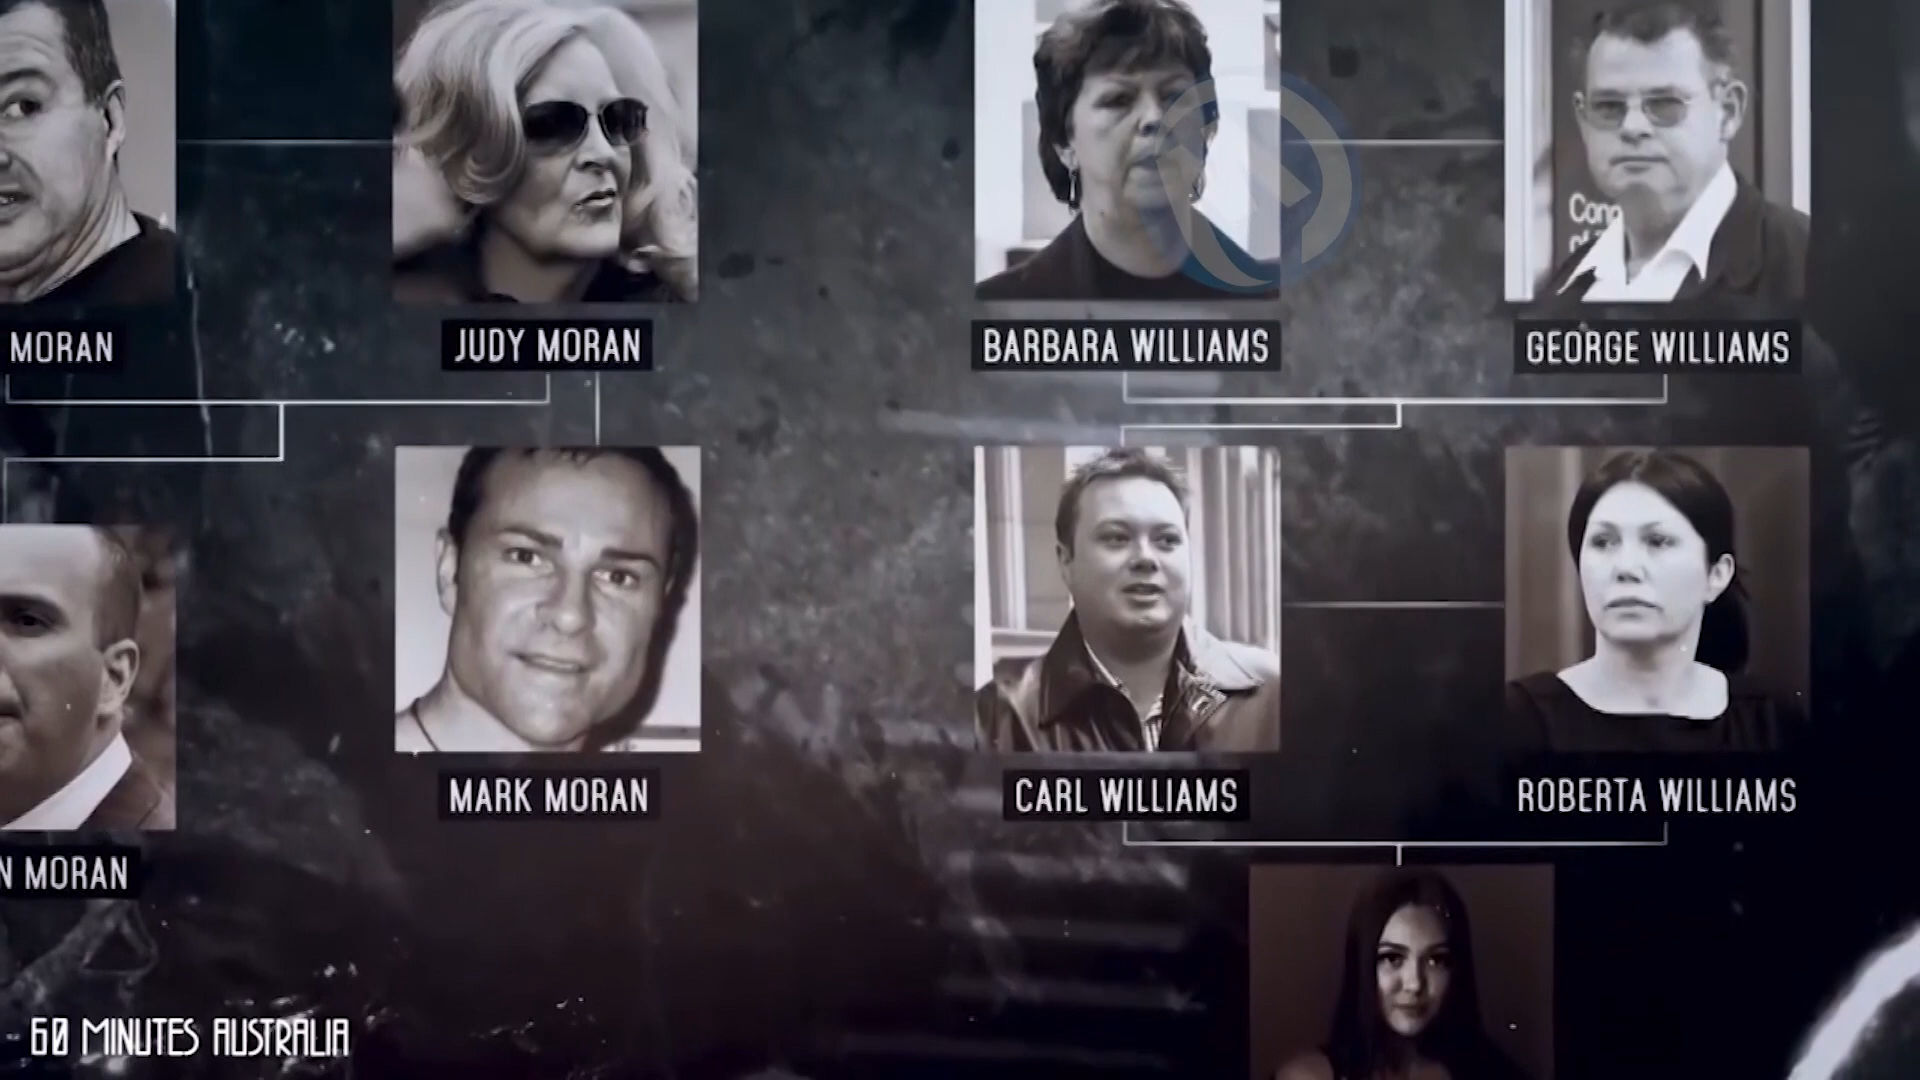 MORAN
JUDY MORAN
BARBARA WILLIAMS
GEORGE WILLIAMS
MARK MORAN
CARL WILLIAMS
ROBERTA WILLIAMS
N MORAN
60 MINUTES AUSTRALIA